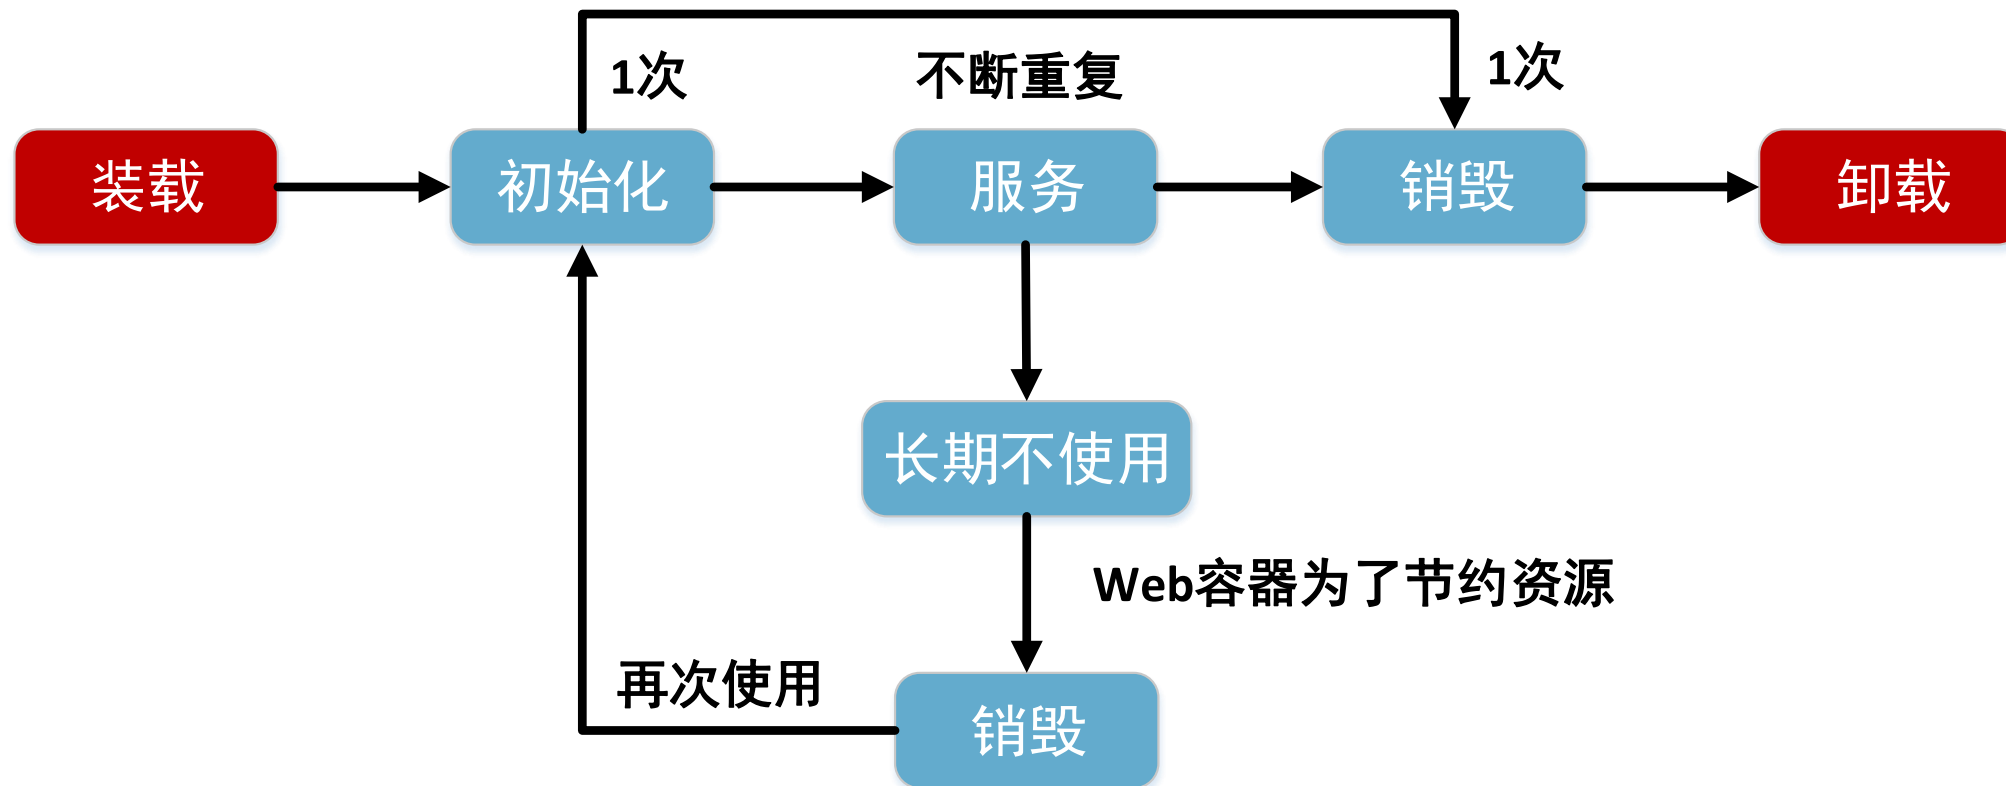 1次
不断重复
1次
装载
初始化
服务
销毁
卸载
长期不使用
Web容器为了节约资源
再次使用
销毁